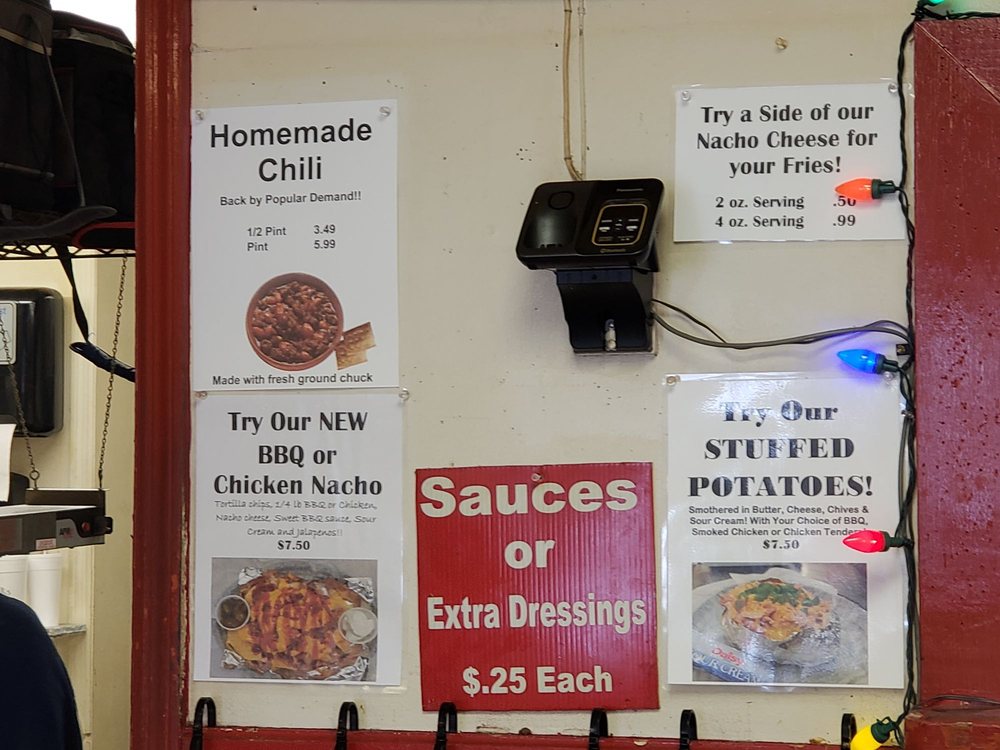 Homemade
Chili
Back by Popular Demand!!
1/2 Pint 3.49
Pint 5.99
Made with fresh ground chuck
Try a Side of our
Nacho Cheese for
your Fries!
2 oz. Serving .50
4 oz. Serving .99
Panasonic
Try Our NEW
BBQ or
Chicken Nacho
Tortilla chips, 1/4 lb BBQ or Chicken,
Nacho cheese, Sweet BBQ sauce, Sour
Cream and jalapenos!!
$7.50
Sauces
or
Extra Dressings
$.25 Each
Try Our
STUFFED
POTATOES!
Smothered in Butter, Cheese, Chives &
Sour Cream! With Your Choice of BBQ,
Smoked Chicken or Chicken Tender
$7.50
Daisy
OUR CREAM